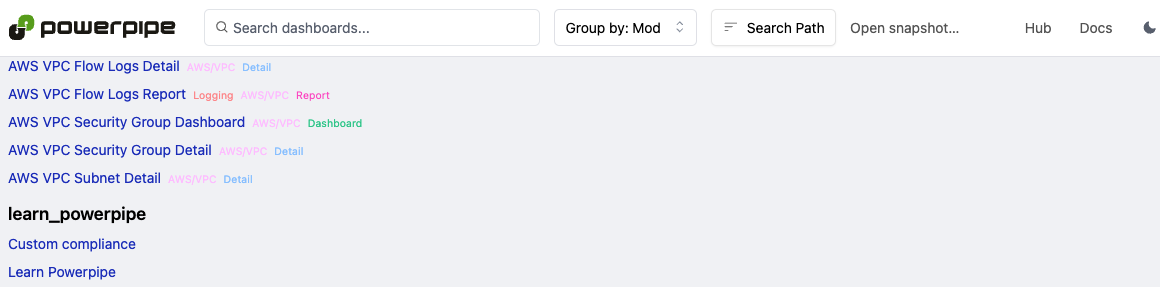 powerpipe Search dashboards... Group by: Mod Search Path Open snapshot... Hub Docs
AWS VPC Flow Logs Detail AWS/VPC Detail
AWS VPC Flow Logs Report Logging AWS/VPC Report
AWS VPC Security Group Dashboard AWS/VPC Dashboard
AWS VPC Security Group Detail AWS/VPC Detail
AWS VPC Subnet Detail AWS/VPC Detail
learn_powerpipe
Custom compliance
Learn Powerpipe